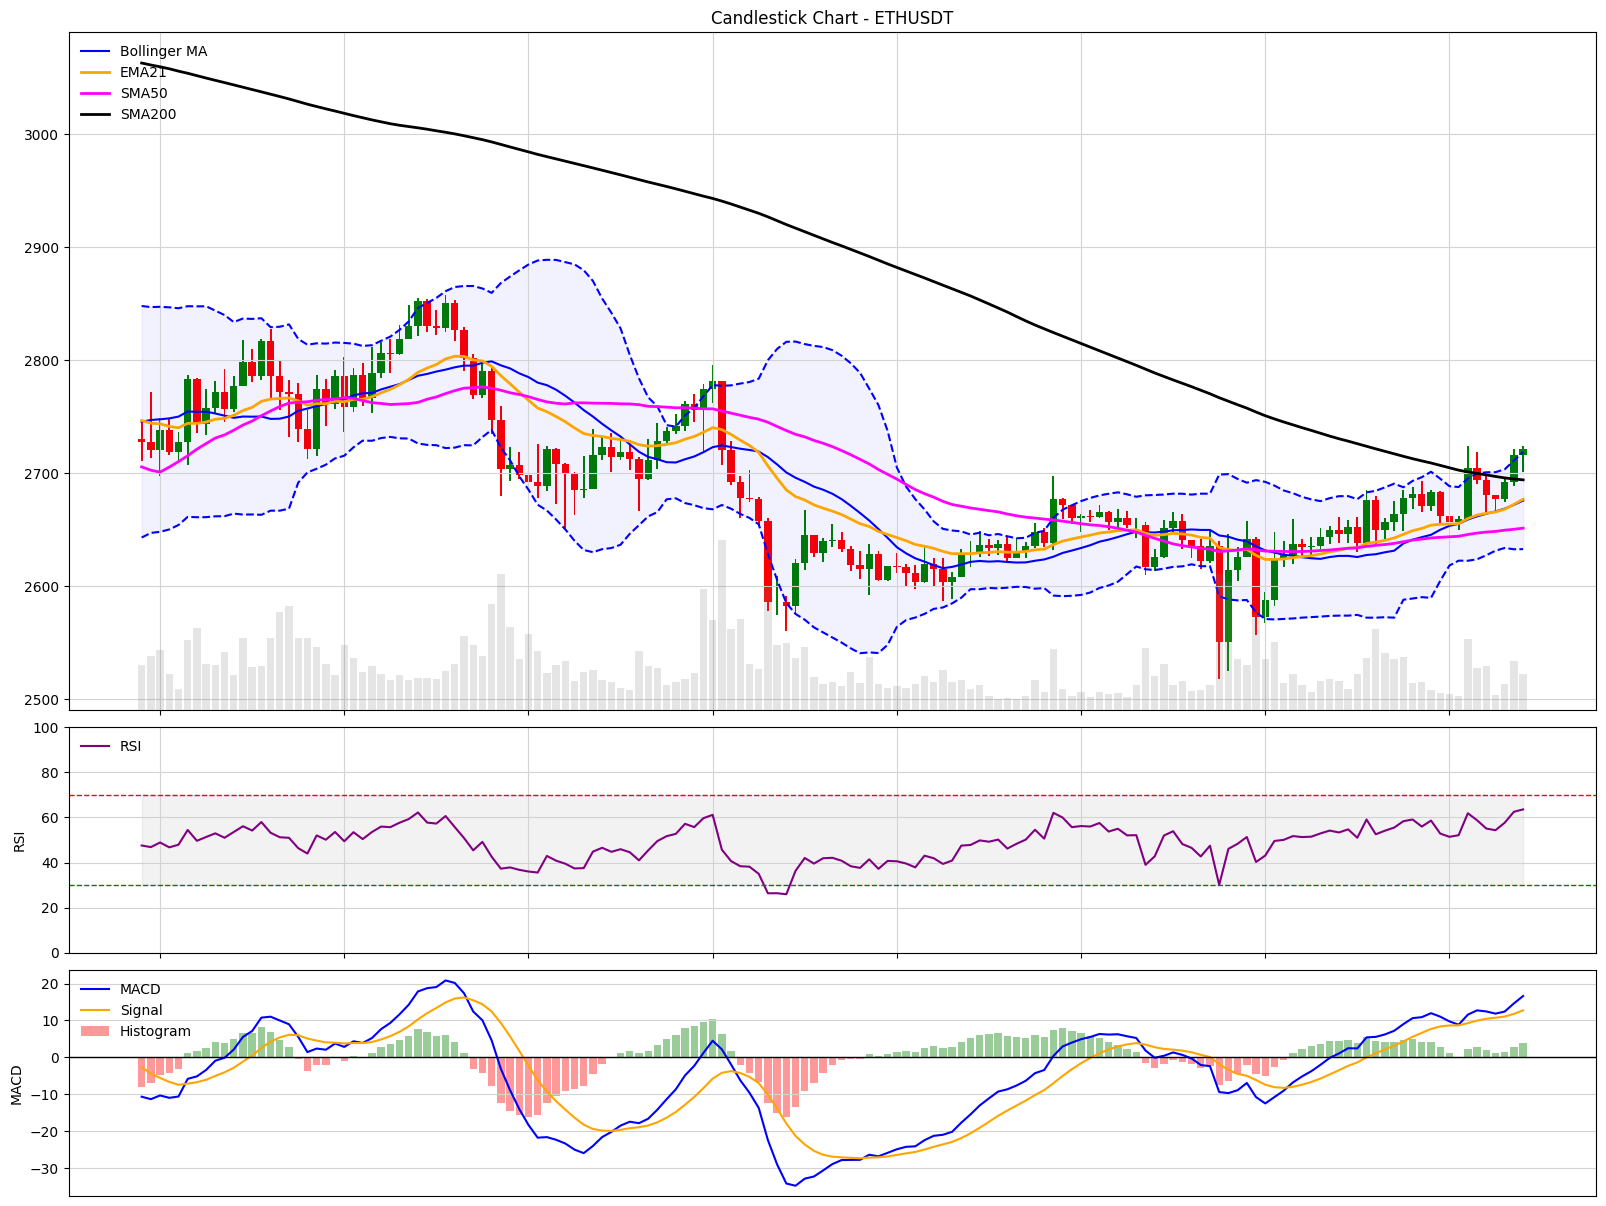 Candlestick Chart - ETHUSDT
Bollinger MA
EMA21
SMA50
SMA200
3000
2900
2800
2700
2600
2500
RSI
100
80
60
40
20
0
RSI
MACD
Signal
Histogram
20
10
0
−10
−20
−30
MACD